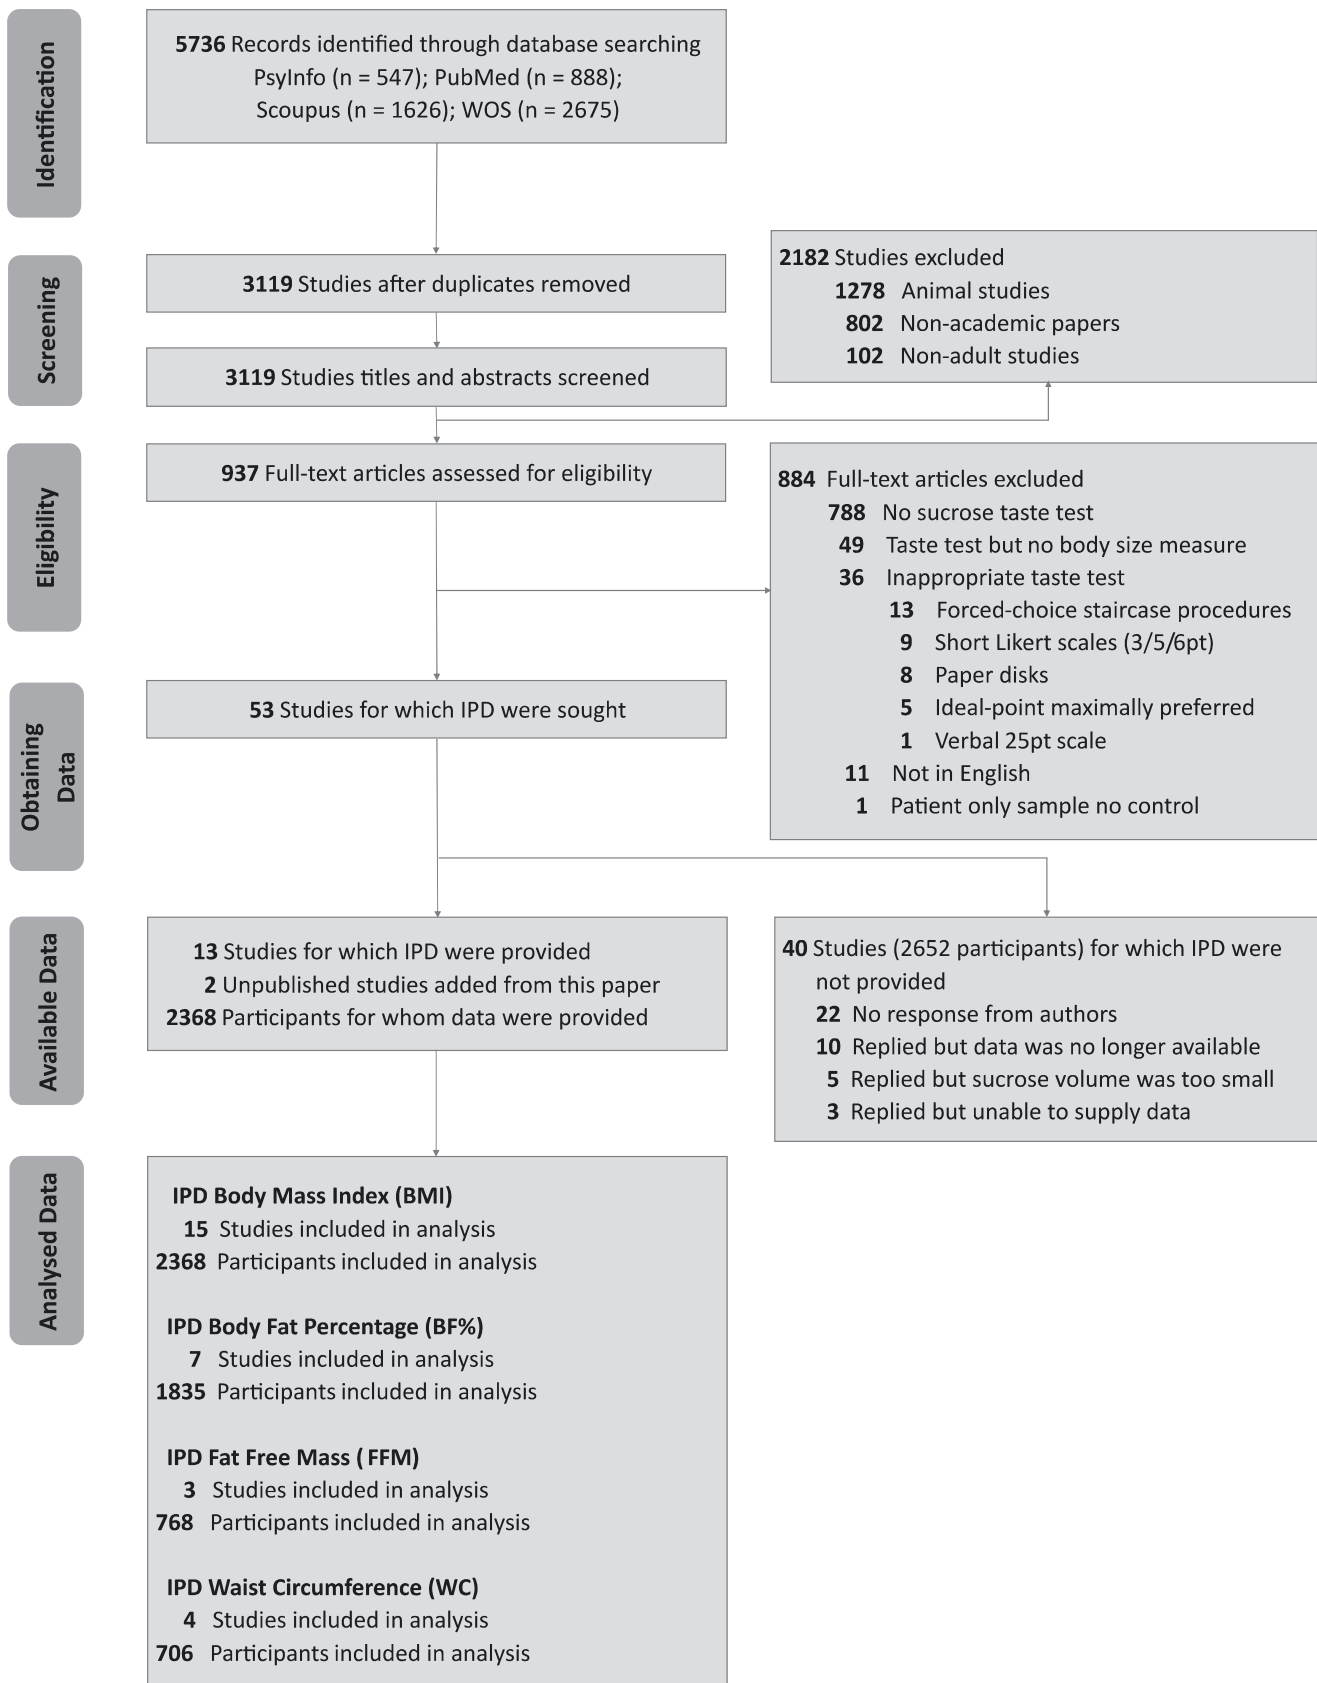 Identification
5736 Records identified through database searching
PsyInfo (n = 547); PubMed (n = 888);
Scoupus (n = 1626); WOS (n = 2675)
Screening
3119 Studies after duplicates removed
3119 Studies titles and abstracts screened
2182 Studies excluded
1278 Animal studies
802 Non-academic papers
102 Non-adult studies
Eligibility
937 Full-text articles assessed for eligibility
884 Full-text articles excluded
788 No sucrose taste test
49 Taste test but no body size measure
36 Inappropriate taste test
13 Forced-choice staircase procedures
9 Short Likert scales (3/5/6pt)
8 Paper disks
5 Ideal-point maximally preferred
1 Verbal 25pt scale
11 Not in English
1 Patient only sample no control
Obtaining
Data
53 Studies for which IPD were sought
Available Data
13 Studies for which IPD were provided
2 Unpublished studies added from this paper
2368 Participants for whom data were provided
40 Studies (2652 participants) for which IPD were
not provided
22 No response from authors
10 Replied but data was no longer available
5 Replied but sucrose volume was too small
3 Replied but unable to supply data
Analysed Data
IPD Body Mass Index (BMI)
15 Studies included in analysis
2368 Participants included in analysis
IPD Body Fat Percentage (BF%)
7 Studies included in analysis
1835 Participants included in analysis
IPD Fat Free Mass ( FFM)
3 Studies included in analysis
768 Participants included in analysis
IPD Waist Circumference (WC)
4 Studies included in analysis
706 Participants included in analysis